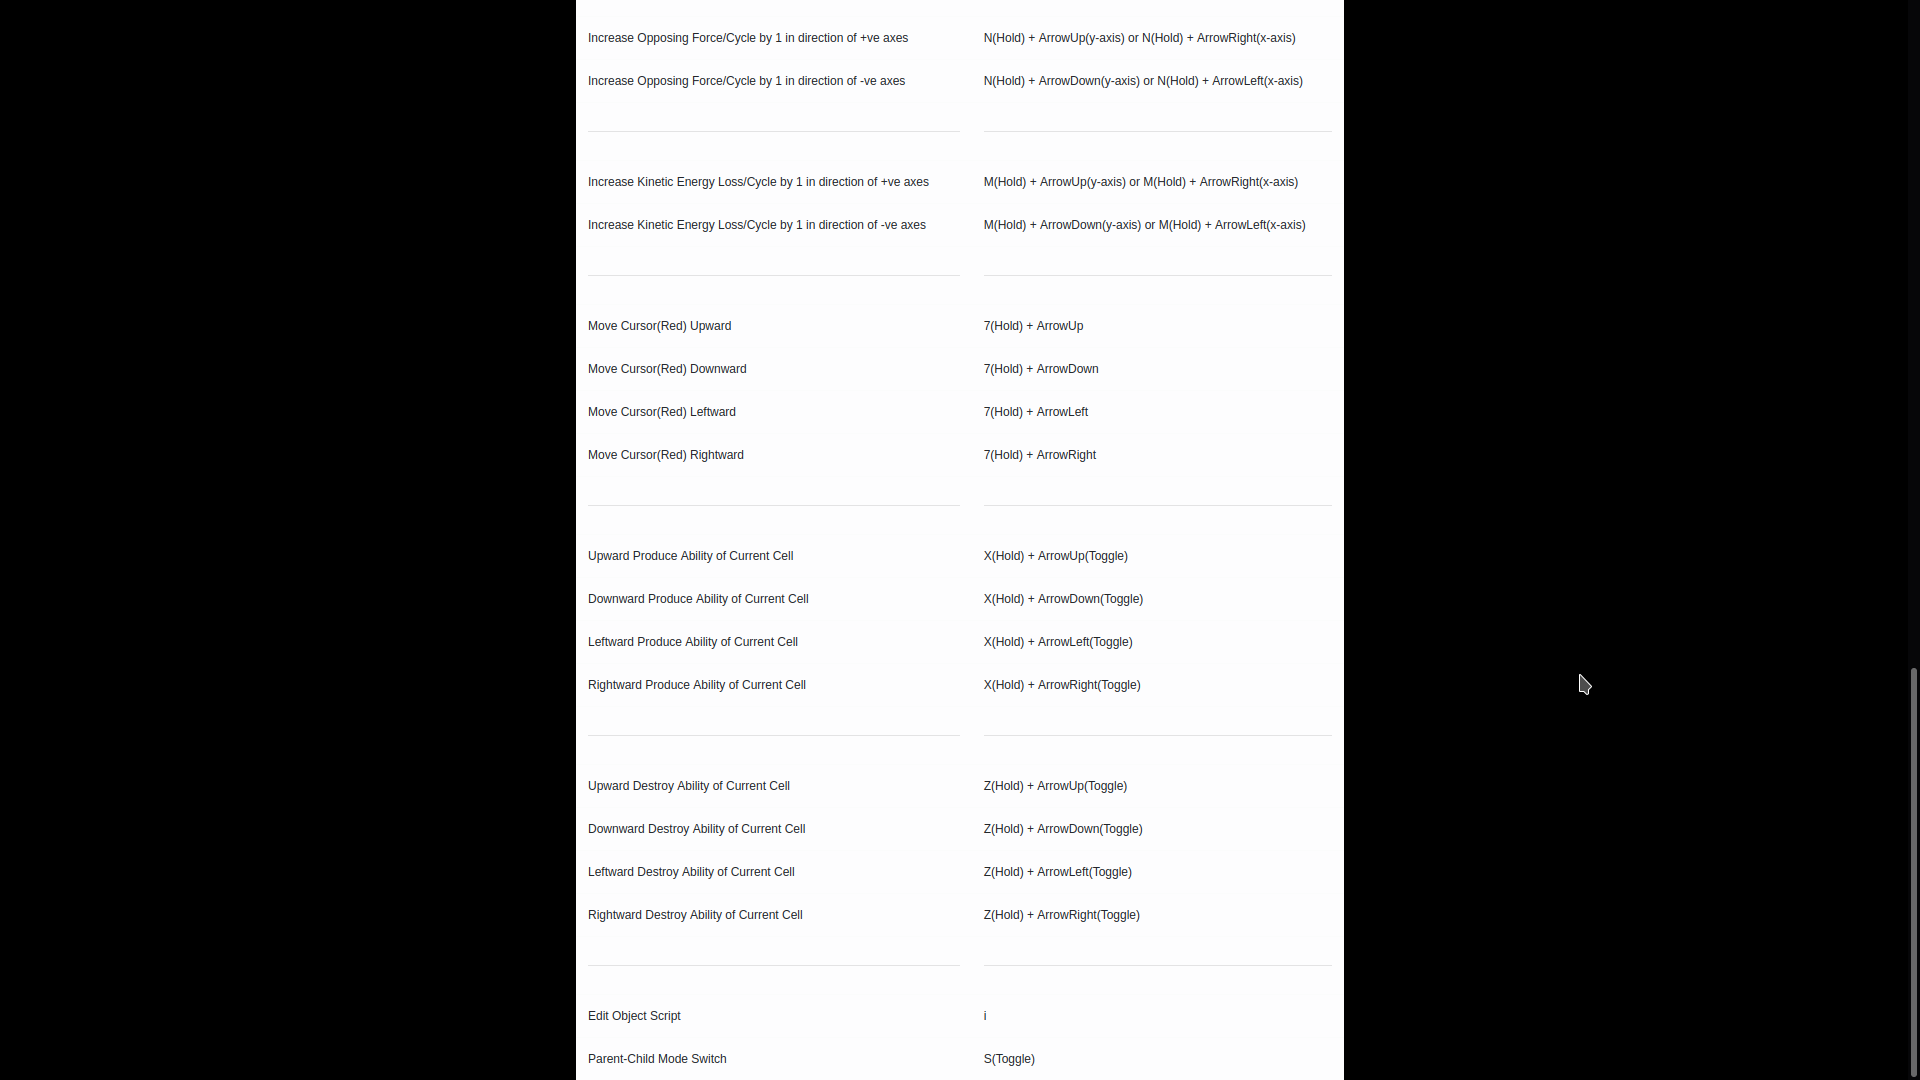 Increase Opposing Force/Cycle by 1 in direction of +ve axes N(Hold) + ArrowUp(y-axis) or N(Hold) + ArrowRight(x-axis)
Increase Opposing Force/Cycle by 1 in direction of -ve axes N(Hold) + ArrowDown(y-axis) or N(Hold) + ArrowLeft(x-axis)
Increase Kinetic Energy Loss/Cycle by 1 in direction of +ve axes M(Hold) + ArrowUp(y-axis) or M(Hold) + ArrowRight(x-axis)
Increase Kinetic Energy Loss/Cycle by 1 in direction of -ve axes M(Hold) + ArrowDown(y-axis) or M(Hold) + ArrowLeft(x-axis)
Move Cursor(Red) Upward 7(Hold) + ArrowUp
Move Cursor(Red) Downward 7(Hold) + ArrowDown
Move Cursor(Red) Leftward 7(Hold) + ArrowLeft
Move Cursor(Red) Rightward 7(Hold) + ArrowRight
Upward Produce Ability of Current Cell X(Hold) + ArrowUp(Toggle)
Downward Produce Ability of Current Cell X(Hold) + ArrowDown(Toggle)
Leftward Produce Ability of Current Cell X(Hold) + ArrowLeft(Toggle)
Rightward Produce Ability of Current Cell X(Hold) + ArrowRight(Toggle)
Upward Destroy Ability of Current Cell Z(Hold) + ArrowUp(Toggle)
Downward Destroy Ability of Current Cell Z(Hold) + ArrowDown(Toggle)
Leftward Destroy Ability of Current Cell Z(Hold) + ArrowLeft(Toggle)
Rightward Destroy Ability of Current Cell Z(Hold) + ArrowRight(Toggle)
Edit Object Script i
Parent-Child Mode Switch S(Toggle)